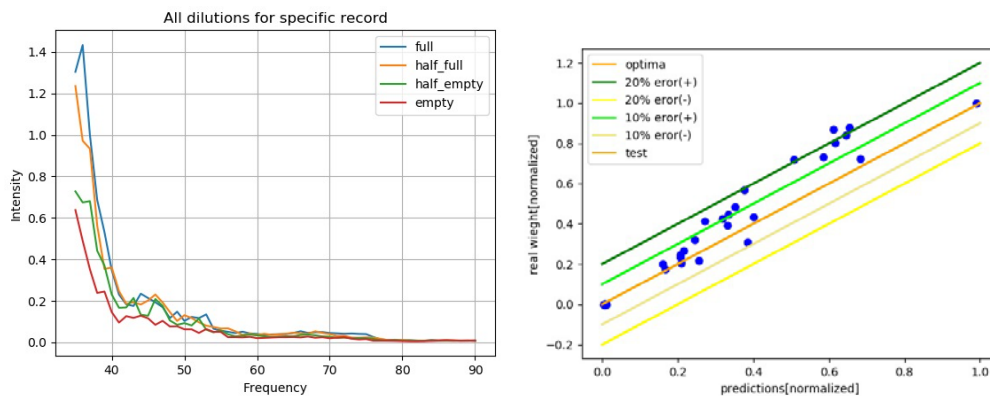 All dilutions for specific record
Intensity
1.4
1.2
1.0
0.8
0.6
0.4
0.2
0.0
full
half_full
half_empty
empty
40
50
60
70
80
90
Frequency
real wieght[normalized]
1.2
1.0
0.8
0.6
0.4
0.2
0.0
−0.2
optima
20% eror(+)
20% eror(-)
10% eror(+)
10% eror(-)
test
0.0
0.2
0.4
0.6
0.8
1.0
predictions[normalized]